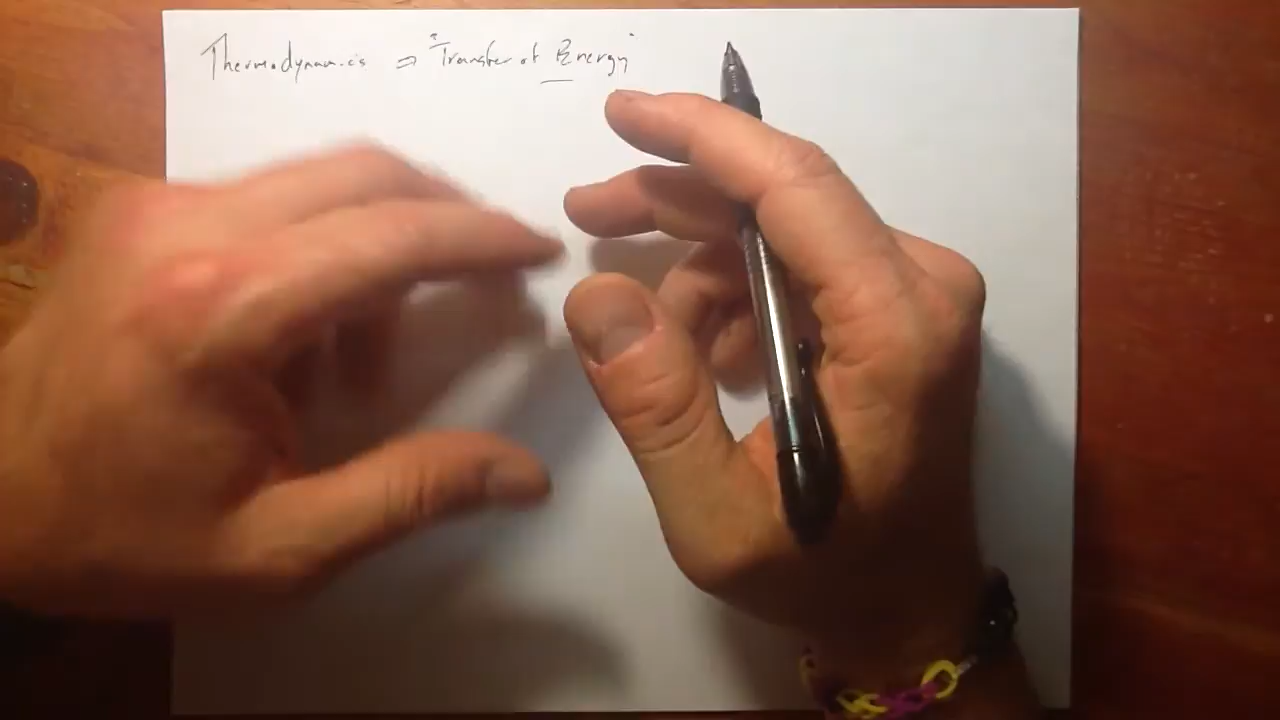 Thermodynamics => "Transfer of Energy"